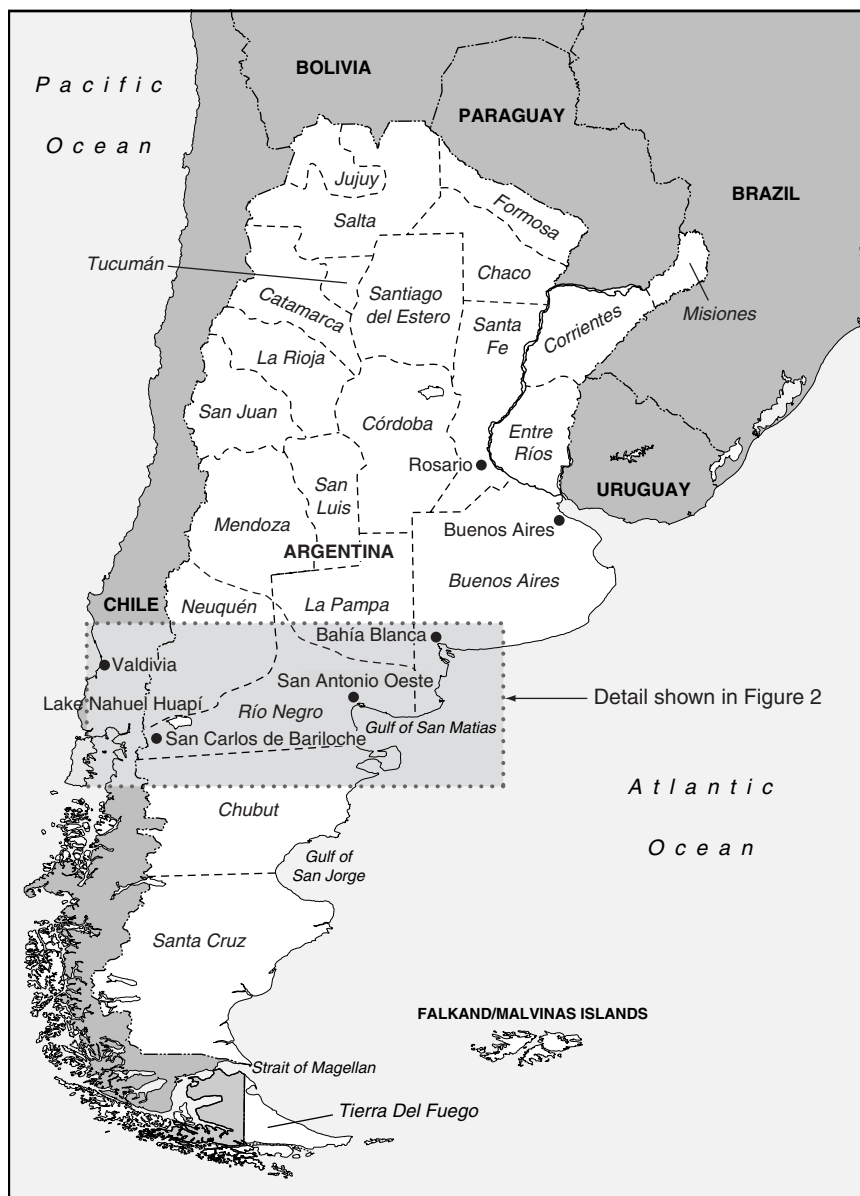 Pacific
Ocean
BOLIVIA
PARAGUAY
BRAZIL
Jujuy
Formosa
Salta
Tucumán
Chaco
Santiago
del Estero
Catamarca
Misiones
Santa
Fe
Corrientes
La Rioja
San Juan
Córdoba
Entre
Ríos
Rosario
San
Luis
URUGUAY
Mendoza
Buenos Aires
ARGENTINA
Buenos Aires
CHILE
Neuquén
La Pampa
Bahía Blanca
Valdivia
San Antonio Oeste
Lake Nahuel Huapí
Río Negro
Detail shown in Figure 2
Gulf of San Matias
San Carlos de Bariloche
Atlantic
Ocean
Chubut
Gulf of
San Jorge
Santa Cruz
FALKAND/MALVINAS ISLANDS
Strait of Magellan
Tierra Del Fuego